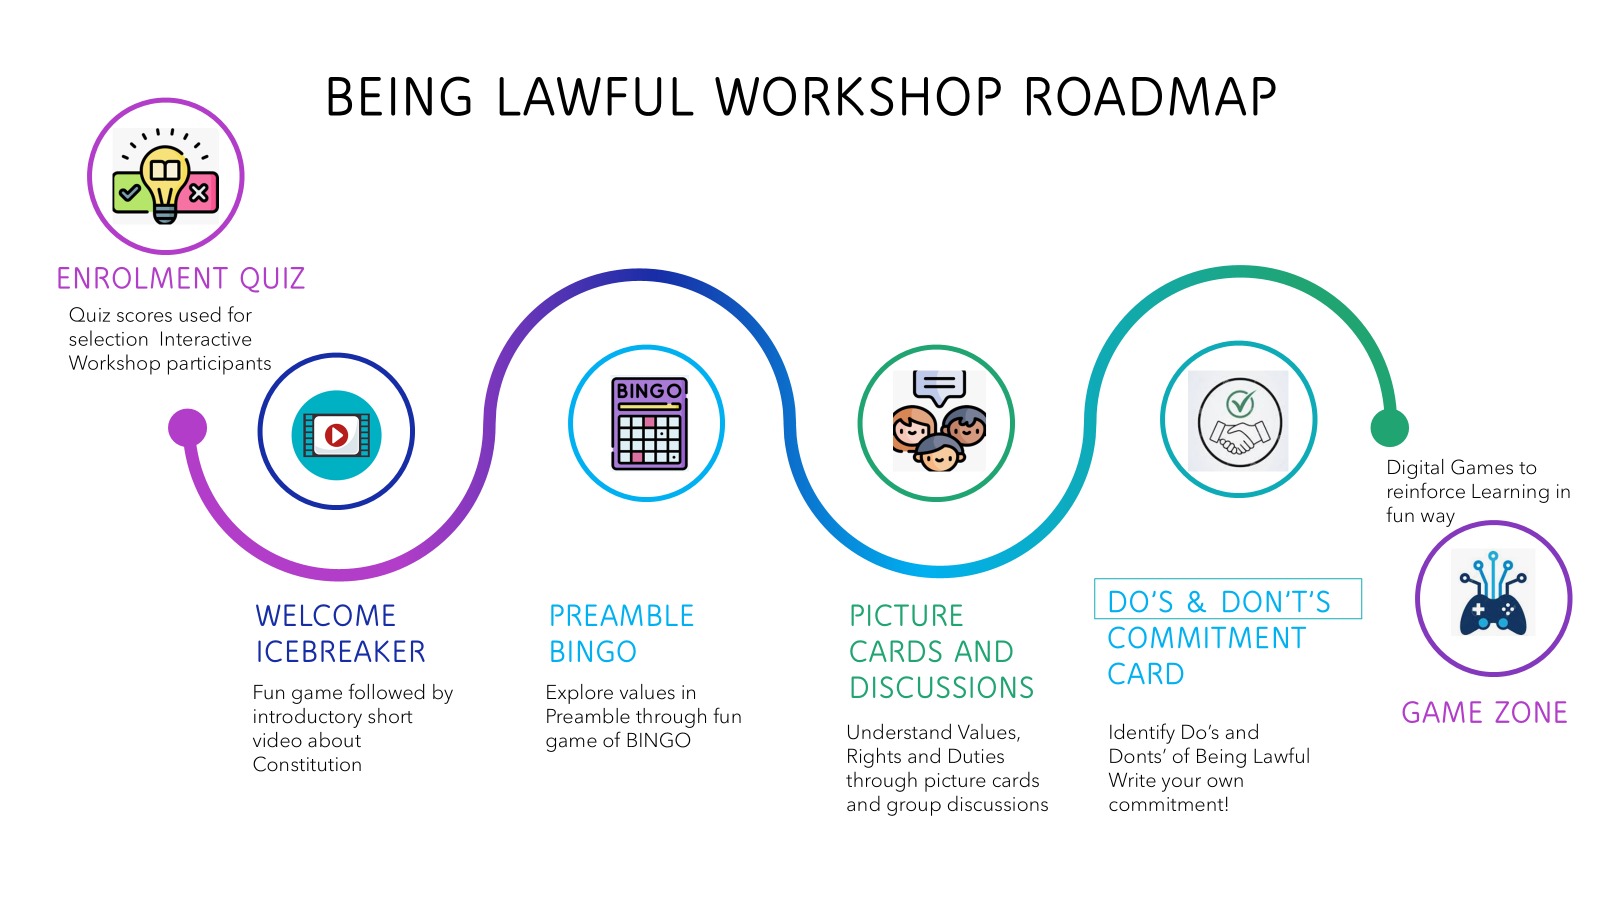 BEING LAWFUL WORKSHOP ROADMAP
ENROLMENT QUIZ
Quiz scores used for
selection  Interactive
Workshop participants
WELCOME
ICEBREAKER
Fun game followed by
introductory short
video about
Constitution
BINGO
PREAMBLE
BINGO
Explore values in
Preamble through fun
game of BINGO
PICTURE
CARDS AND
DISCUSSIONS
Understand Values,
Rights and Duties
through picture cards
and group discussions
DO'S & DON'T'S
COMMITMENT
CARD
Identify Do's and
Donts' of Being Lawful
Write your own
commitment!
Digital Games to
reinforce Learning in
fun way
GAME ZONE